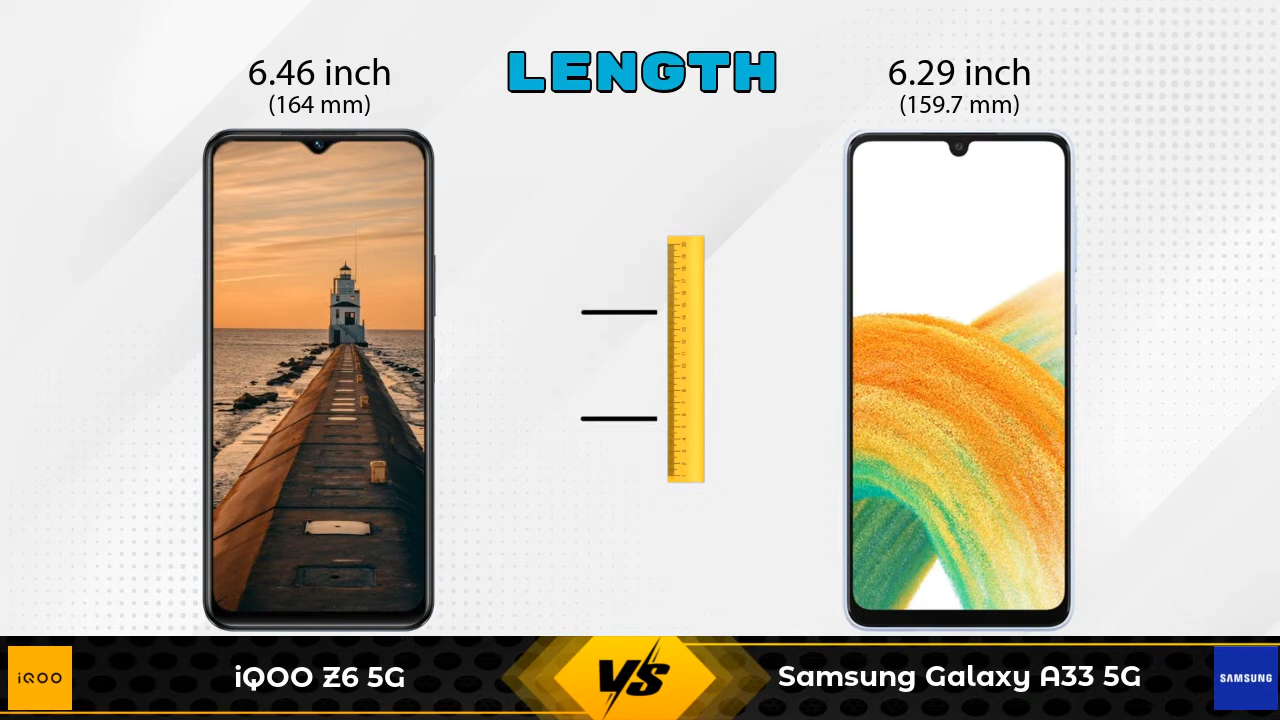 LENGTH
6.46 inch
(164 mm)
6.29 inch
(159.7 mm)
iQOO
iQOO Z6 5G
VS
Samsung Galaxy A33 5G
SAMSUNG